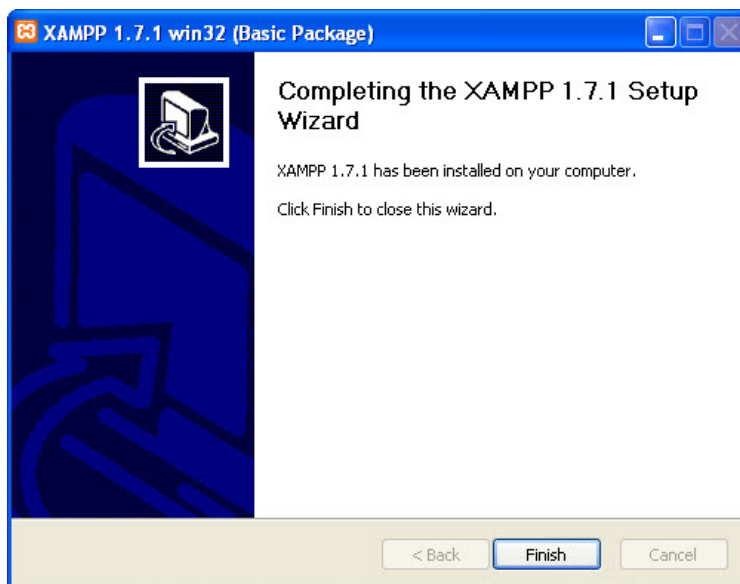 XAMPP 1.7.1 win32 (Basic Package)
Completing the XAMPP 1.7.1 Setup
Wizard
XAMPP 1.7.1 has been installed on your computer.
Click Finish to close this wizard.
< Back
Finish
Cancel